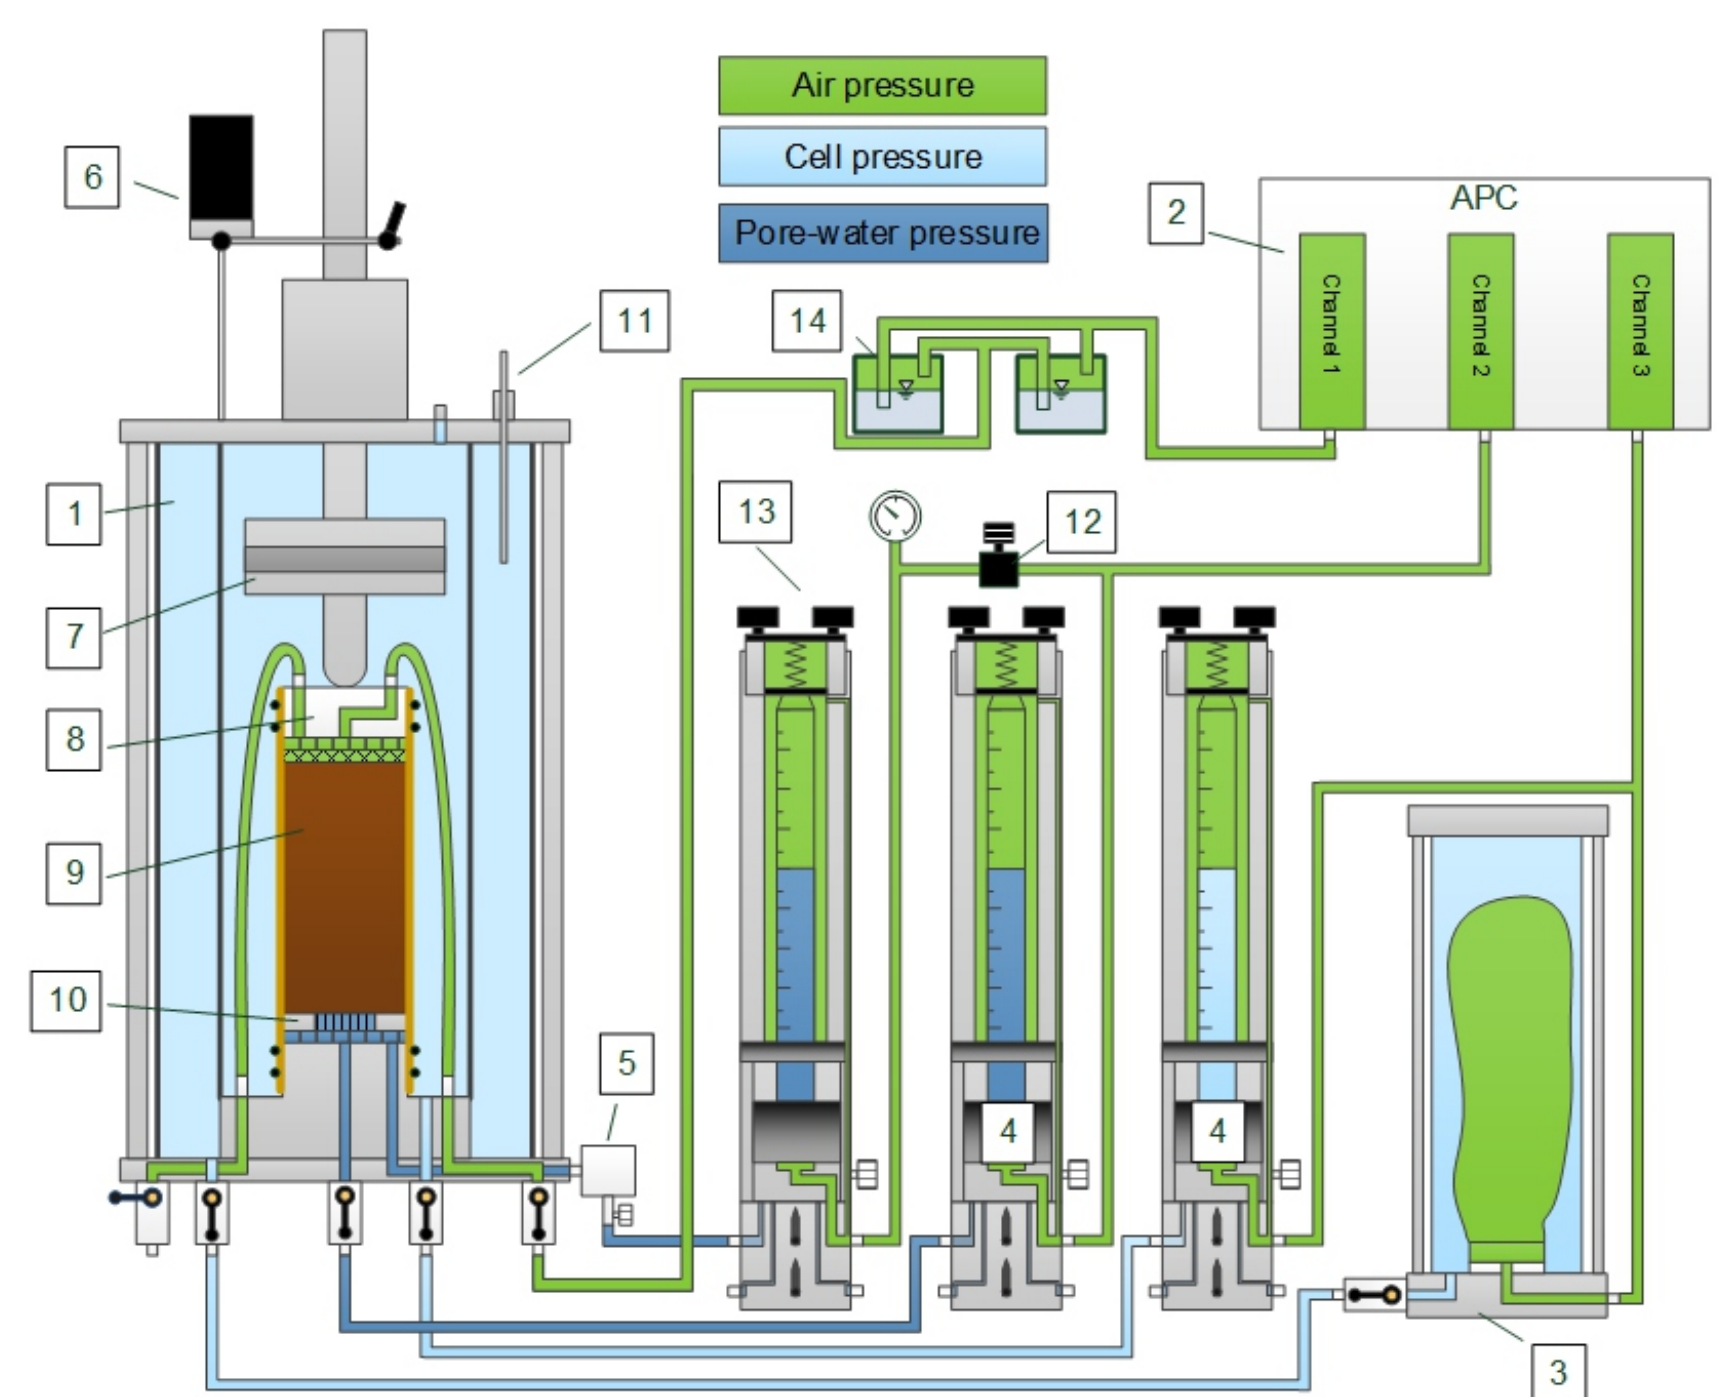 Air pressure
Cell pressure
Pore-water pressure
6
2
APC
Channel 1
Channel 2
Channel 3
11
14
1
13
12
7
8
9
10
5
4
4
3